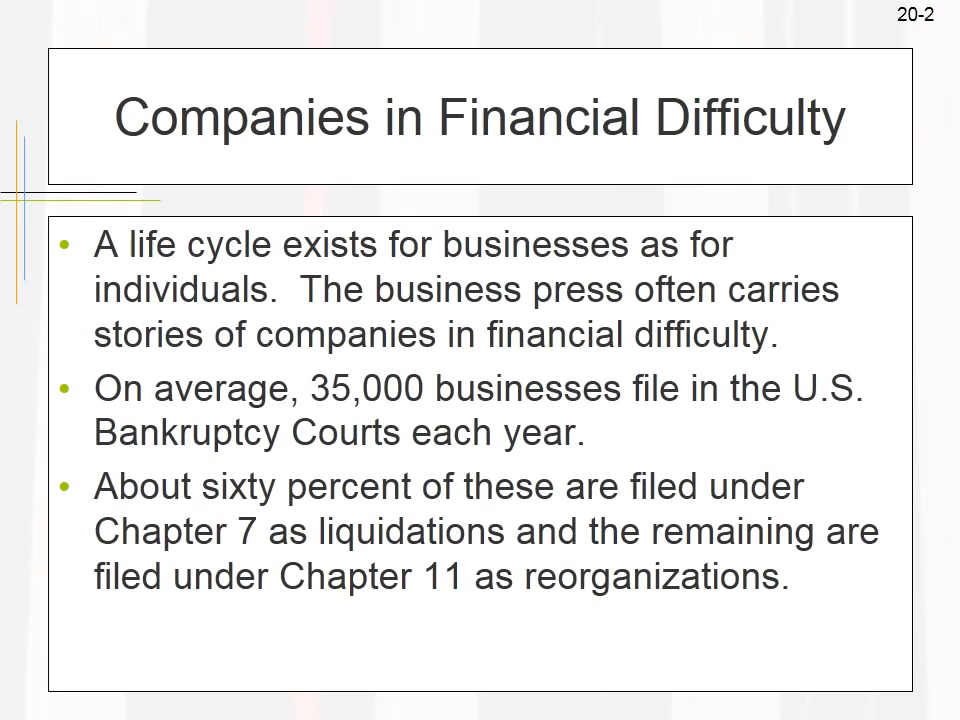 20-2
Companies in Financial Difficulty
• A life cycle exists for businesses as for
individuals.  The business press often carries
stories of companies in financial difficulty.
• On average, 35,000 businesses file in the U.S.
Bankruptcy Courts each year.
• About sixty percent of these are filed under
Chapter 7 as liquidations and the remaining are
filed under Chapter 11 as reorganizations.